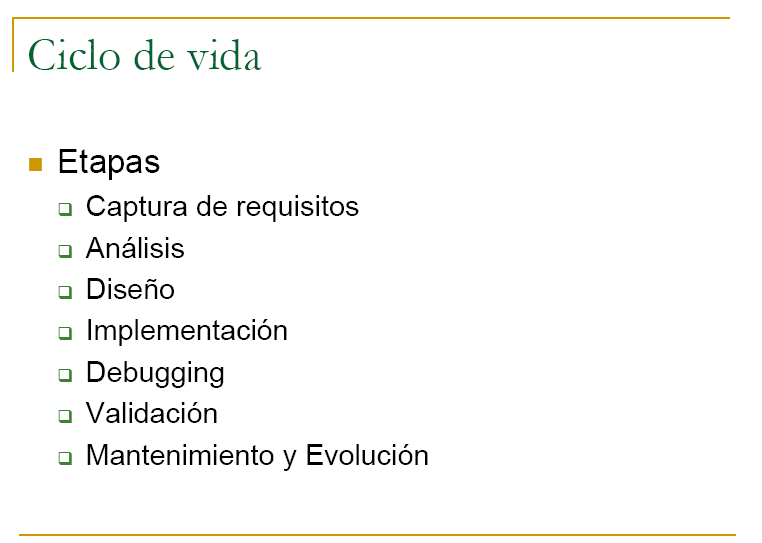 Ciclo de vida
Etapas
Captura de requisitos
Análisis
Diseño
Implementación
Debugging
Validación
Mantenimiento y Evolución